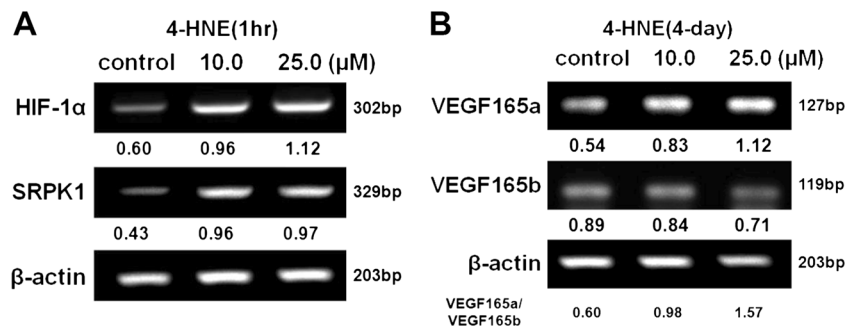 A
4-HNE(1hr)
control 10.0 25.0 (μM)
HIF-1α 302bp
0.60 0.96 1.12
SRPK1 329bp
0.43 0.96 0.97
β-actin 203bp
B
4-HNE(4-day)
control 10.0 25.0 (μM)
VEGF165a 127bp
0.54 0.83 1.12
VEGF165b 119bp
0.89 0.84 0.71
β-actin 203bp
VEGF165a/
VEGF165b 0.60 0.98 1.57